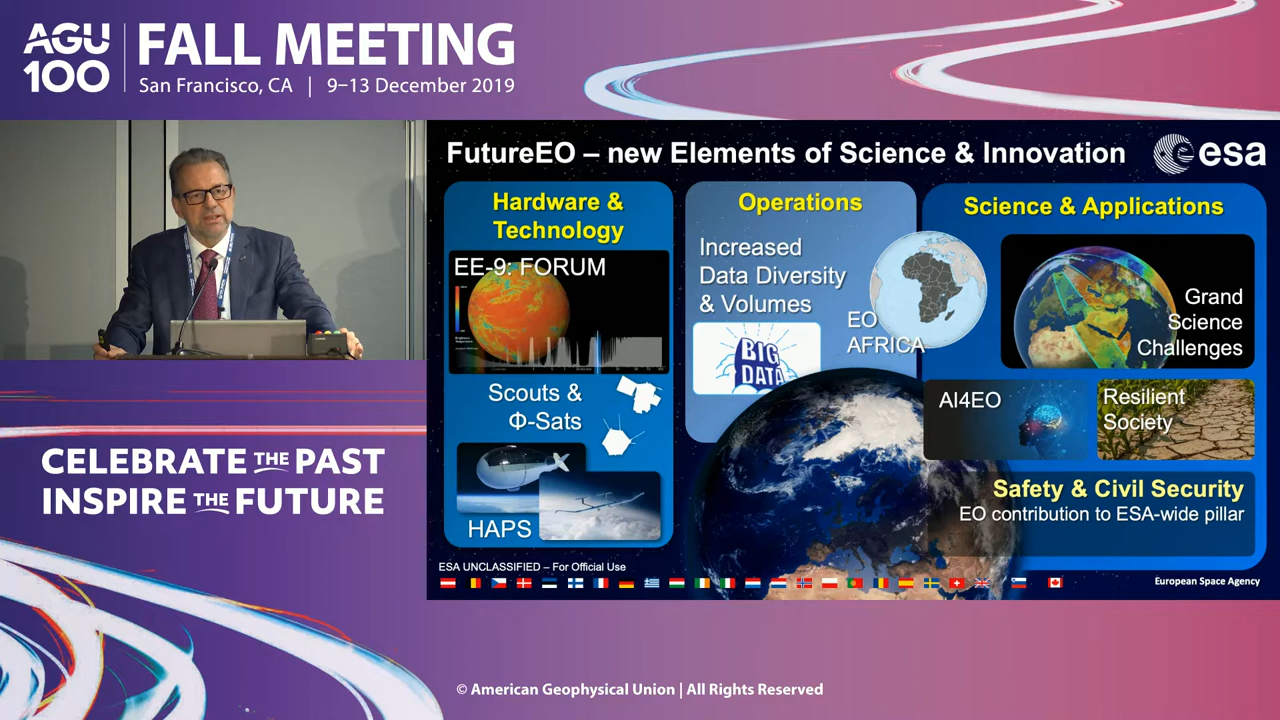 AGU
100
FALL MEETING
San Francisco, CA | 9–13 December 2019
FutureEO – new Elements of Science & Innovation
esa
Hardware &
Technology
EE-9: FORUM
Scouts &
Φ-Sats
HAPS
Operations
Increased
Data Diversity
& Volumes
BIG
DATA
EO
AFRICA
Science & Applications
Grand
Science
Challenges
AI4EO
Resilient
Society
Safety & Civil Security
EO contribution to ESA-wide pillar
ESA UNCLASSIFIED – For Official Use
European Space Agency
CELEBRATE THE PAST
INSPIRE THE FUTURE
© American Geophysical Union | All Rights Reserved